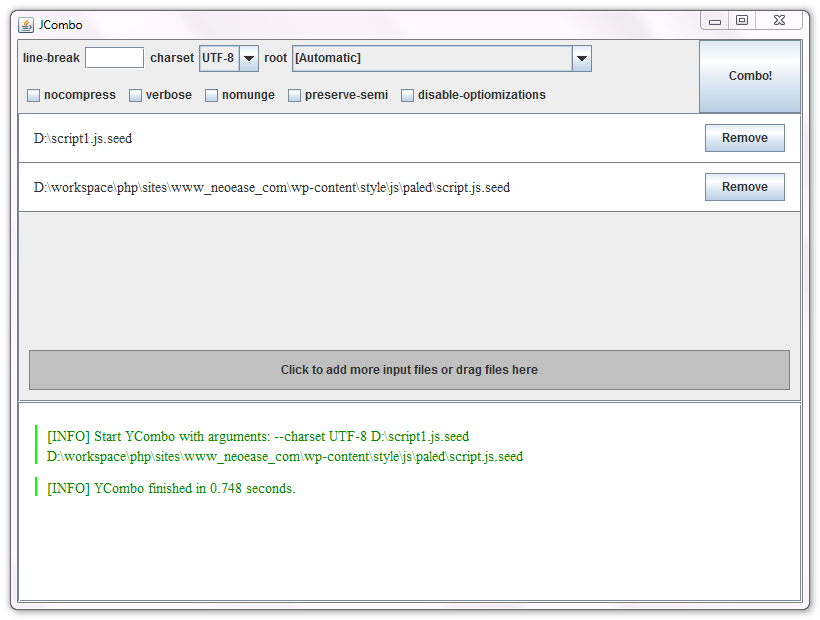 JCombo
line-break charset UTF-8 root [Automatic]
Combo!
nocompress verbose nomunge preserve-semi disable-optiomizations
D:\script1.js.seed Remove
D:\workspace\php\sites\www_neoease_com\wp-content\style\js\paled\script.js.seed Remove
Click to add more input files or drag files here
[INFO] Start YCombo with arguments: --charset UTF-8 D:\script1.js.seed
D:\workspace\php\sites\www_neoease_com\wp-content\style\js\paled\script.js.seed
[INFO] YCombo finished in 0.748 seconds.